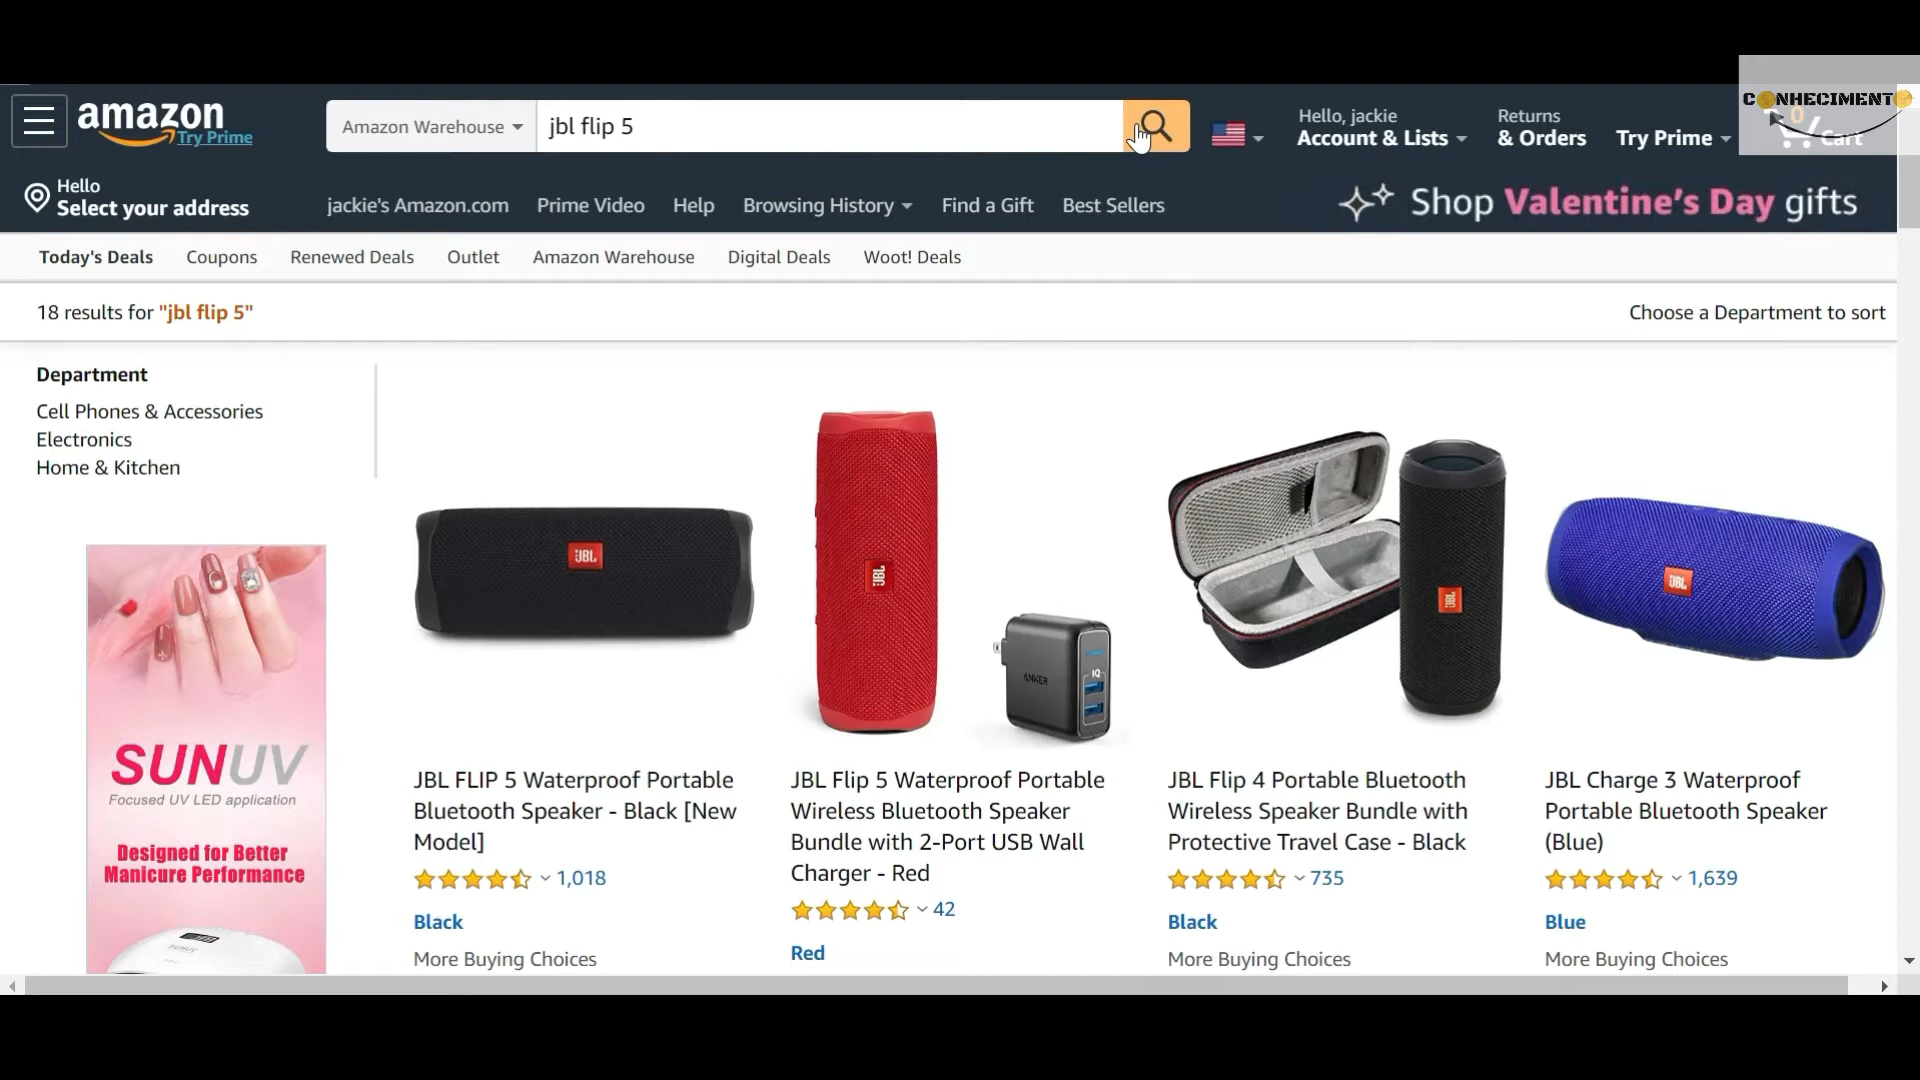 amazon
Try Prime
Amazon Warehouse
jbl flip 5
Hello, jackie
Account & Lists
Returns
& Orders
Try Prime
CONHECIMENTO
0
Cart
Hello
Select your address
jackie's Amazon.com
Prime Video
Help
Browsing History
Find a Gift
Best Sellers
Shop Valentine's Day gifts
Today's Deals
Coupons
Renewed Deals
Outlet
Amazon Warehouse
Digital Deals
Woot! Deals
18 results for "jbl flip 5"
Choose a Department to sort
Department
Cell Phones & Accessories
Electronics
Home & Kitchen
JBL
JBL
ANKER
IQ
JBL
JBL
SUNUV
Focused UV LED application
Designed for Better
Manicure Performance
SUNUV
JBL FLIP 5 Waterproof Portable
Bluetooth Speaker - Black [New
Model]
1,018
Black
More Buying Choices
JBL Flip 5 Waterproof Portable
Wireless Bluetooth Speaker
Bundle with 2-Port USB Wall
Charger - Red
42
Red
JBL Flip 4 Portable Bluetooth
Wireless Speaker Bundle with
Protective Travel Case - Black
735
Black
More Buying Choices
JBL Charge 3 Waterproof
Portable Bluetooth Speaker
(Blue)
1,639
Blue
More Buying Choices